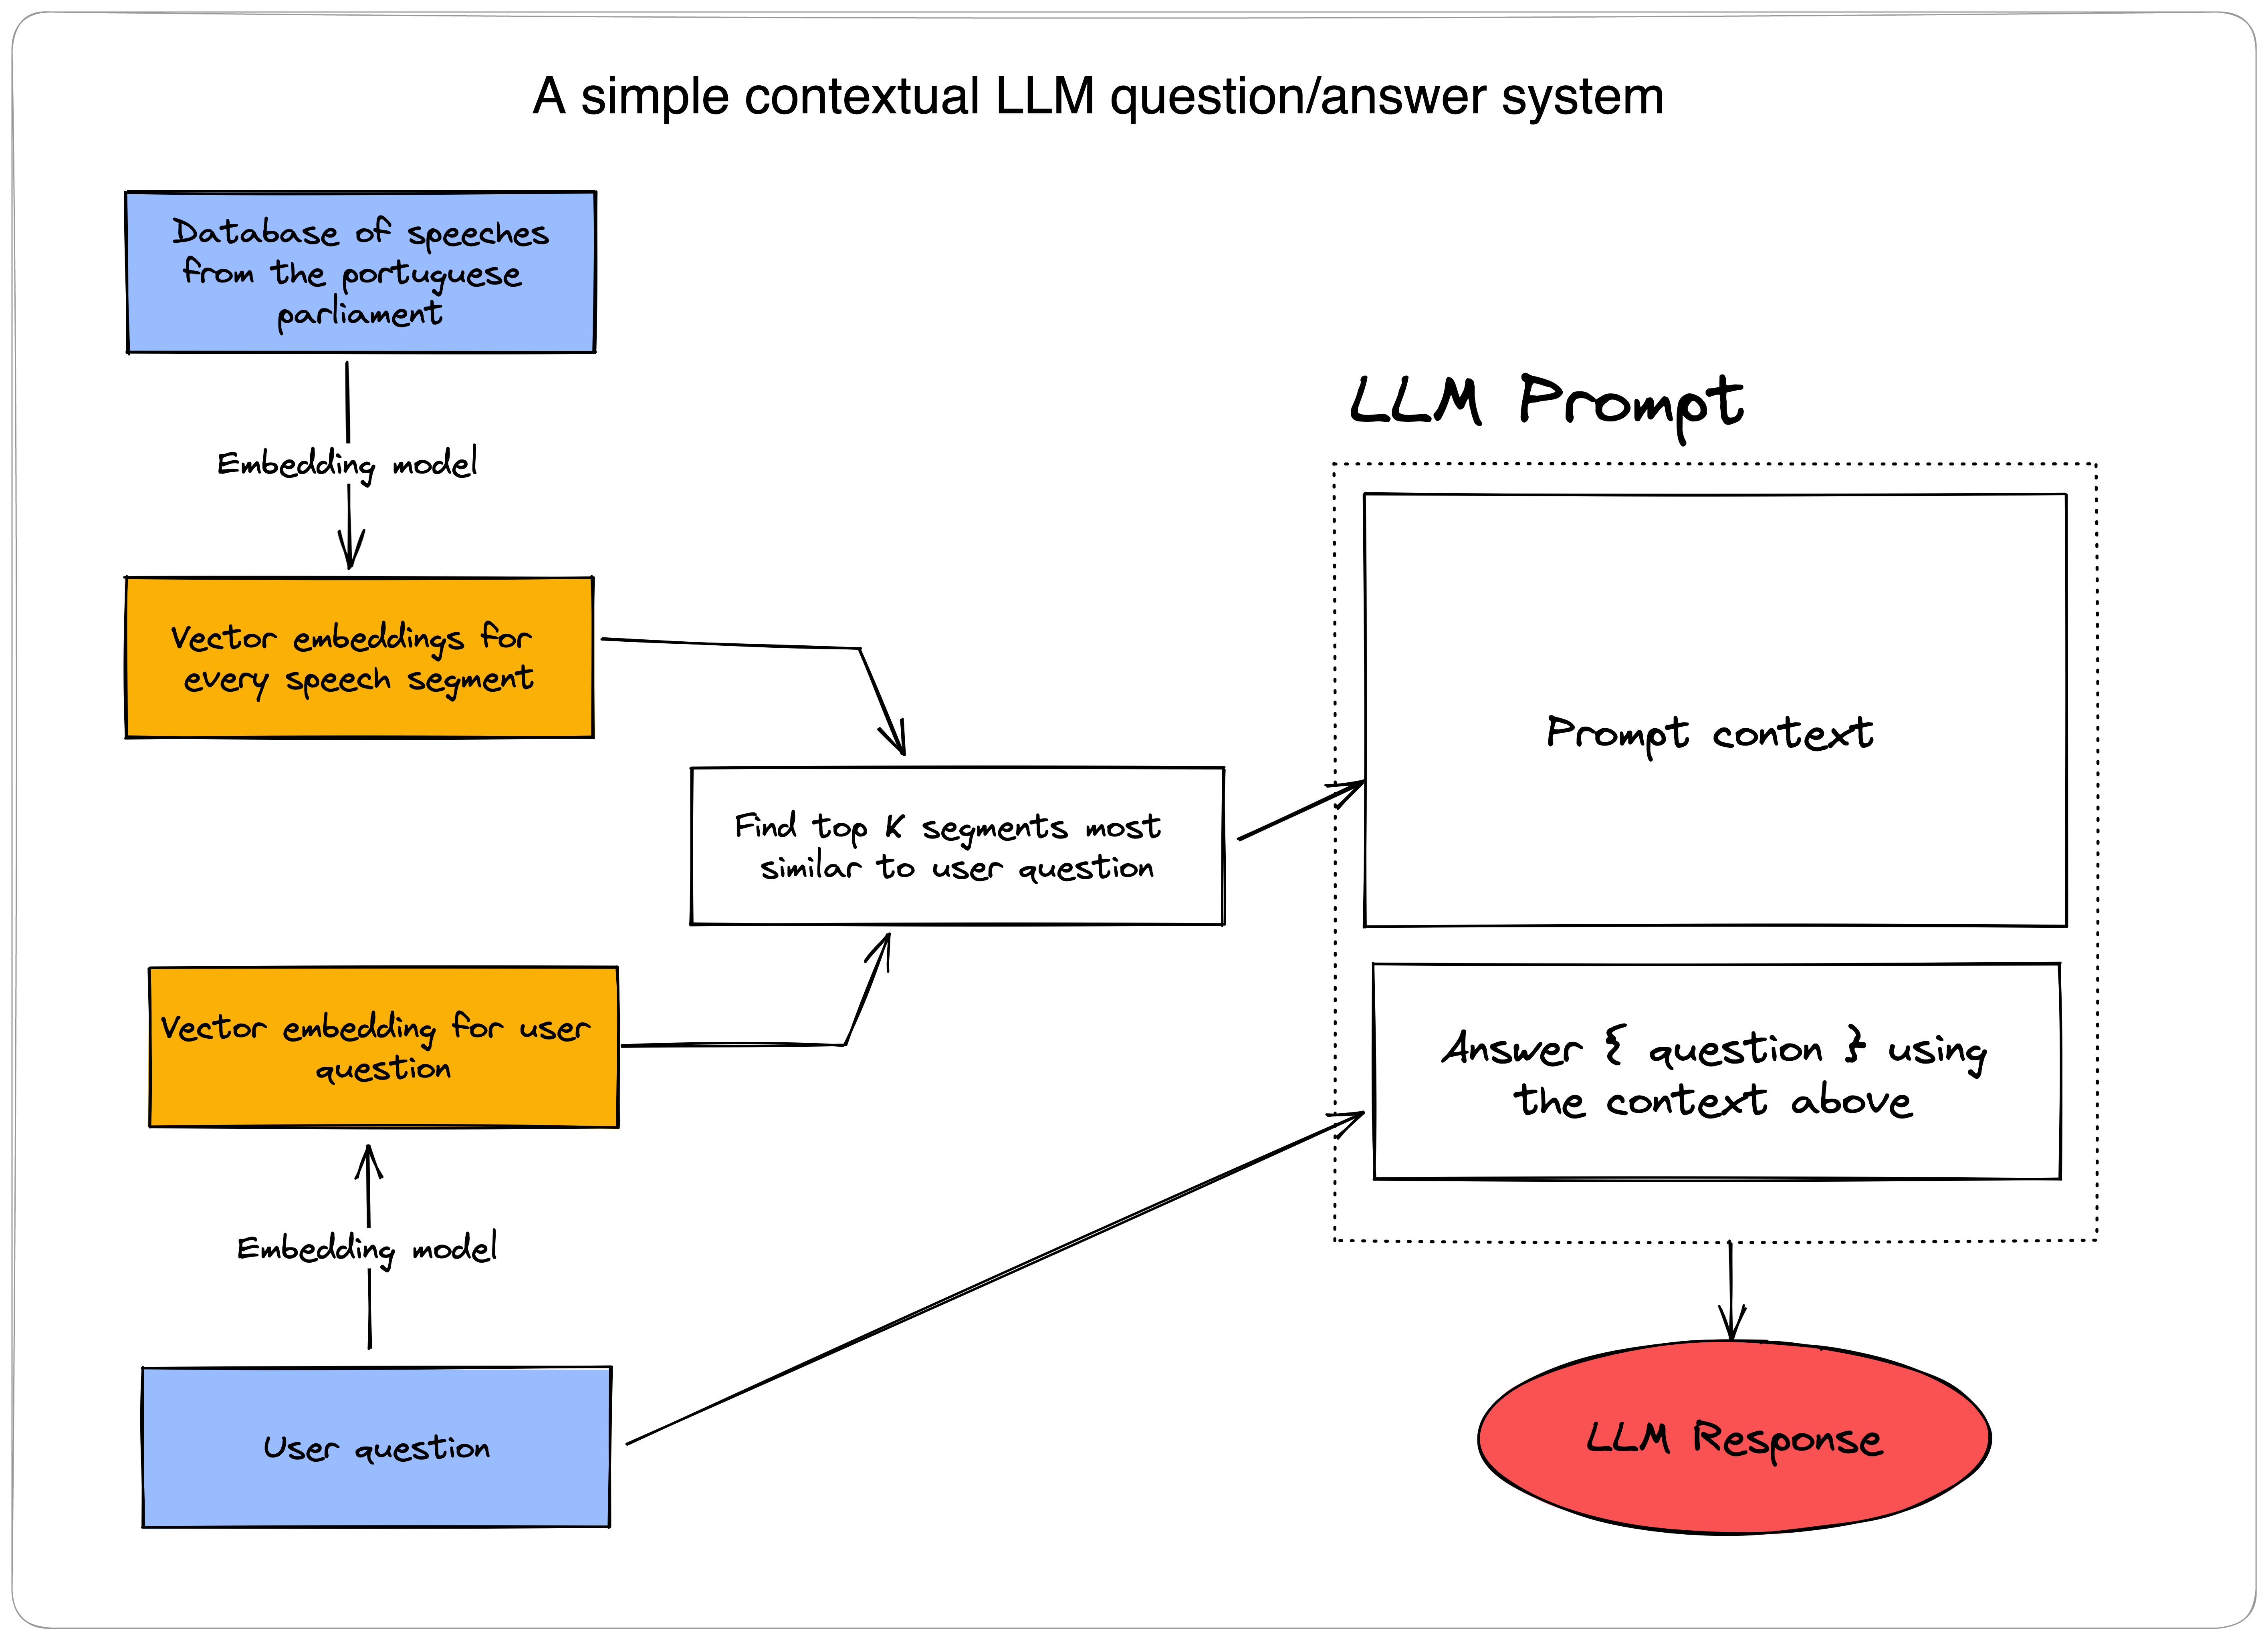 A simple contextual LLM question/answer system
Database of speeches
from the portuguese
parliament
Embedding model
Vector embeddings for
every speech segment
Find top K segments most
similar to user question
Vector embedding for user
question
Embedding model
User question
LLM Prompt
Prompt context
Answer { question } using
the context above
LLM Response